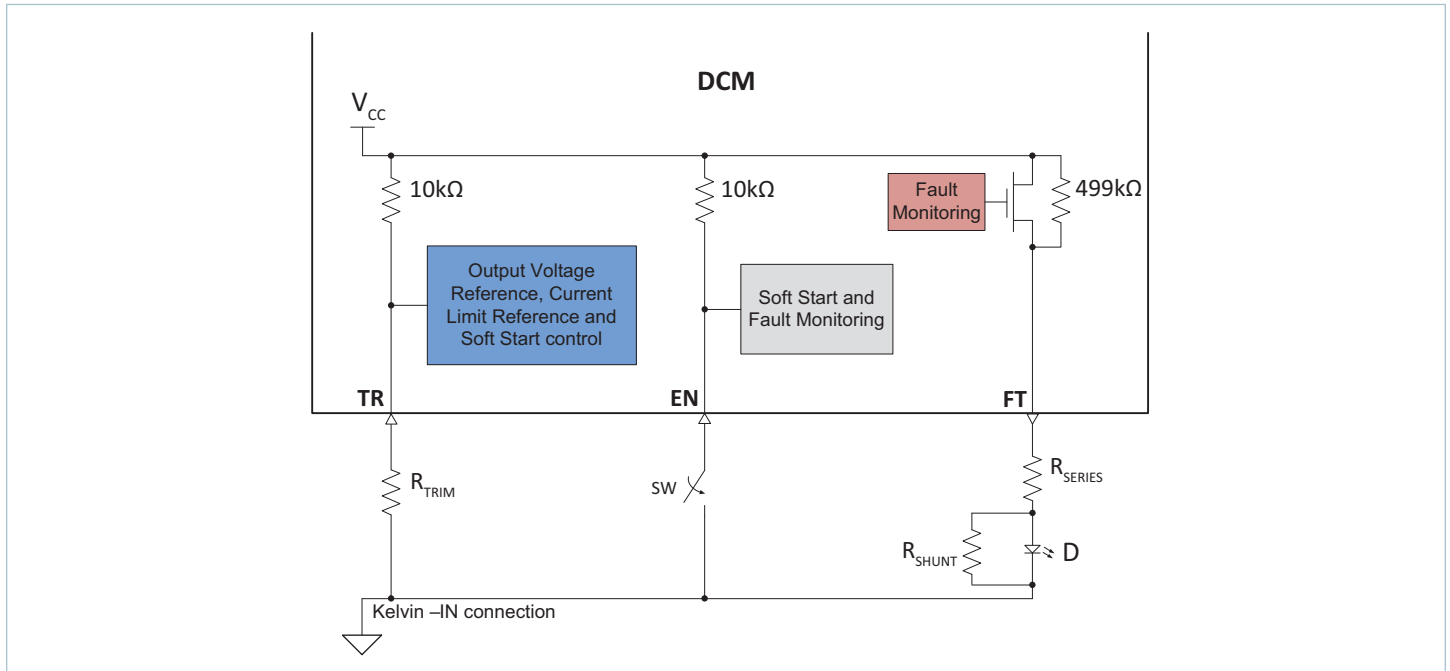 DCM
VCC
10kΩ
10kΩ
499kΩ
Fault
Monitoring
Output Voltage
Reference, Current
Limit Reference and
Soft Start control
Soft Start and
Fault Monitoring
TR
EN
FT
RTRIM
SW
RSERIES
RSHUNT
D
Kelvin –IN connection